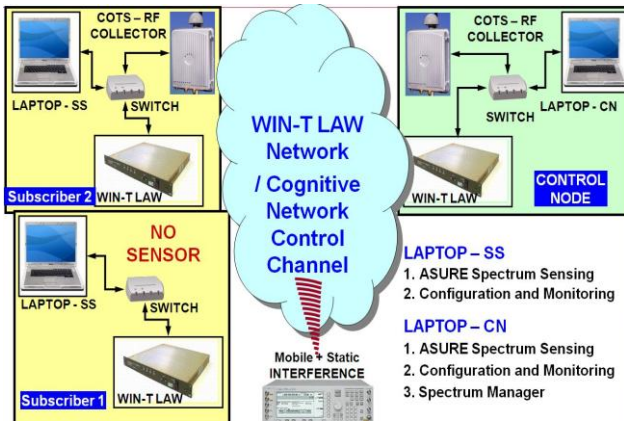 COTS – RF
COLLECTOR
LAPTOP - SS
SWITCH
WIN-T LAW
Subscriber 2
NO
SENSOR
LAPTOP - SS
SWITCH
WIN-T LAW
Subscriber 1
WIN-T LAW
Network
/ Cognitive
Network
Control
Channel
Mobile + Static
INTERFERENCE
COTS – RF
COLLECTOR
LAPTOP - CN
SWITCH
WIN-T LAW
CONTROL
NODE
LAPTOP – SS
1. ASURE Spectrum Sensing
2. Configuration and Monitoring
LAPTOP – CN
1. ASURE Spectrum Sensing
2. Configuration and Monitoring
3. Spectrum Manager